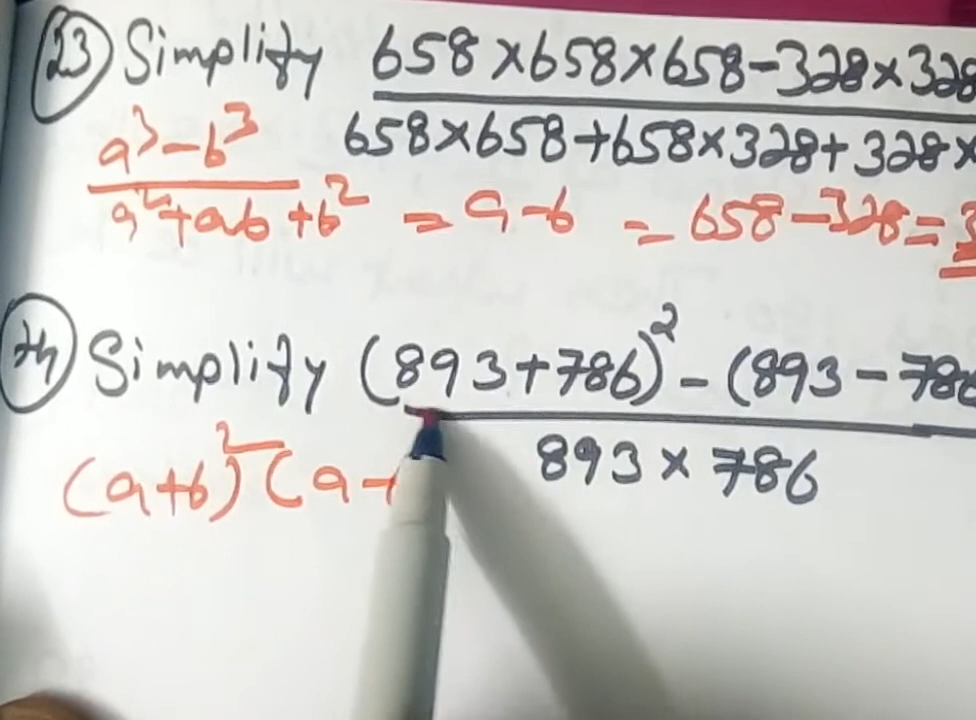 23) Simplify 658×658×658-328×328
658×658+658×328+328×
a³-b³
a²+ab+b² = a-b = 658-328=3
24) Simplify (893+786)² - (893-786
893×786
(a+b)²-(a-